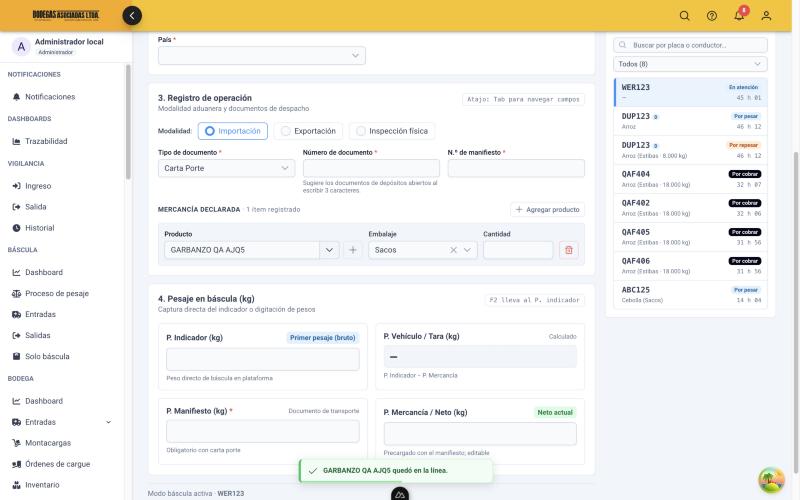 BODEGAS ASOCIADAS LTDA.
8
A
Administrador local
Administrador
NOTIFICACIONES
Notificaciones
DASHBOARDS
Trazabilidad
VIGILANCIA
Ingreso
Salida
Historial
BÁSCULA
Dashboard
Proceso de pesaje
Entradas
Salidas
Solo báscula
BODEGA
Dashboard
Entradas
Montacargas
Órdenes de cargue
Inventario
País *
3. Registro de operación
Modalidad aduanera y documentos de despacho
Atajo: Tab para navegar campos
Modalidad:
Importación
Exportación
Inspección física
Tipo de documento *
Número de documento *
N.º de manifiesto *
Carta Porte
Sugiere los documentos de depósitos abiertos al
escribir 3 caracteres.
MERCANCÍA DECLARADA · 1 ítem registrado
Agregar producto
Producto
Embalaje
Cantidad
GARBANZO QA AJQ5
Sacos
4. Pesaje en báscula (kg)
Captura directa del indicador o digitación de pesos
F2 lleva al P. indicador
P. Indicador (kg)
Primer pesaje (bruto)
Peso directo de báscula en plataforma
P. Vehículo / Tara (kg)
Calculado
—
P. Indicador − P. Mercancía
P. Manifiesto (kg) *
Documento de transporte
Obligatorio con carta porte
P. Mercancía / Neto (kg)
Neto actual
Precargado con el manifiesto; editable
GARBANZO QA AJQ5 quedó en la línea.
Modo báscula activa · WER123
Buscar por placa o conductor...
Todos (8)
WER123
En atención
—
45 h 01
DUP123
Por pesar
Arroz
46 h 12
DUP123
Por repesar
Arroz (Estibas · 8.000 kg)
46 h 12
QAF404
Por cobrar
Arroz (Estibas · 18.000 kg)
32 h 07
QAF402
Por cobrar
Arroz (Estibas · 18.000 kg)
32 h 06
QAF405
Por cobrar
Arroz (Estibas · 18.000 kg)
31 h 56
QAF406
Por cobrar
Arroz (Estibas · 18.000 kg)
31 h 56
ABC125
Por pesar
Cebolla (Sacos)
14 h 04